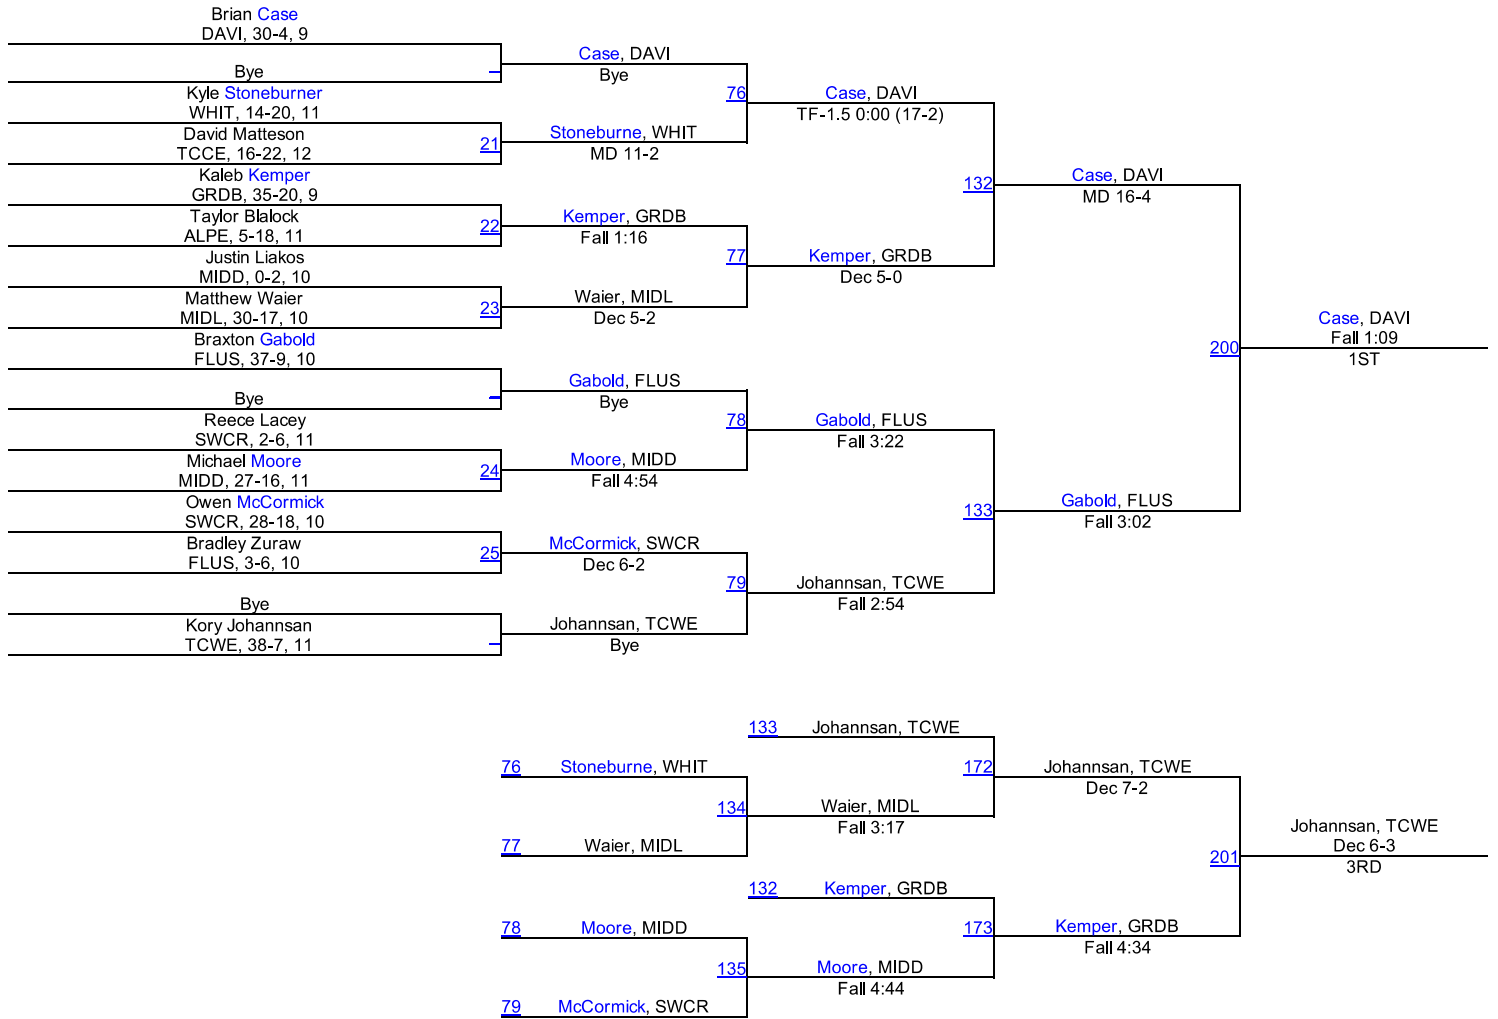 Brian Case
DAVI, 30-4, 9
Case, DAVI
Bye
Bye
76
Case, DAVI
TF-1.5 0:00 (17-2)
Kyle Stoneburner
WHIT, 14-20, 11
David Matteson
TCCE, 16-22, 12
21
Stoneburne, WHIT
MD 11-2
132
Case, DAVI
MD 16-4
Kaleb Kemper
GRDB, 35-20, 9
Taylor Blalock
ALPE, 5-18, 11
22
Kemper, GRDB
Fall 1:16
77
Kemper, GRDB
Dec 5-0
Justin Liakos
MIDD, 0-2, 10
Matthew Waier
MIDL, 30-17, 10
23
Waier, MIDL
Dec 5-2
200
Case, DAVI
Fall 1:09
1ST
Braxton Gabold
FLUS, 37-9, 10
Bye
Gabold, FLUS
Bye
78
Gabold, FLUS
Fall 3:22
Reece Lacey
SWCR, 2-6, 11
Michael Moore
MIDD, 27-16, 11
24
Moore, MIDD
Fall 4:54
133
Gabold, FLUS
Fall 3:02
Owen McCormick
SWCR, 28-18, 10
Bradley Zuraw
FLUS, 3-6, 10
25
McCormick, SWCR
Dec 6-2
79
Johannsan, TCWE
Fall 2:54
Bye
Kory Johannsan
TCWE, 38-7, 11
Johannsan, TCWE
Bye
133
Johannsan, TCWE
76
Stoneburne, WHIT
172
Johannsan, TCWE
Dec 7-2
134
Waier, MIDL
Fall 3:17
77
Waier, MIDL
201
Johannsan, TCWE
Dec 6-3
3RD
132
Kemper, GRDB
78
Moore, MIDD
173
Kemper, GRDB
Fall 4:34
135
Moore, MIDD
Fall 4:44
79
McCormick, SWCR